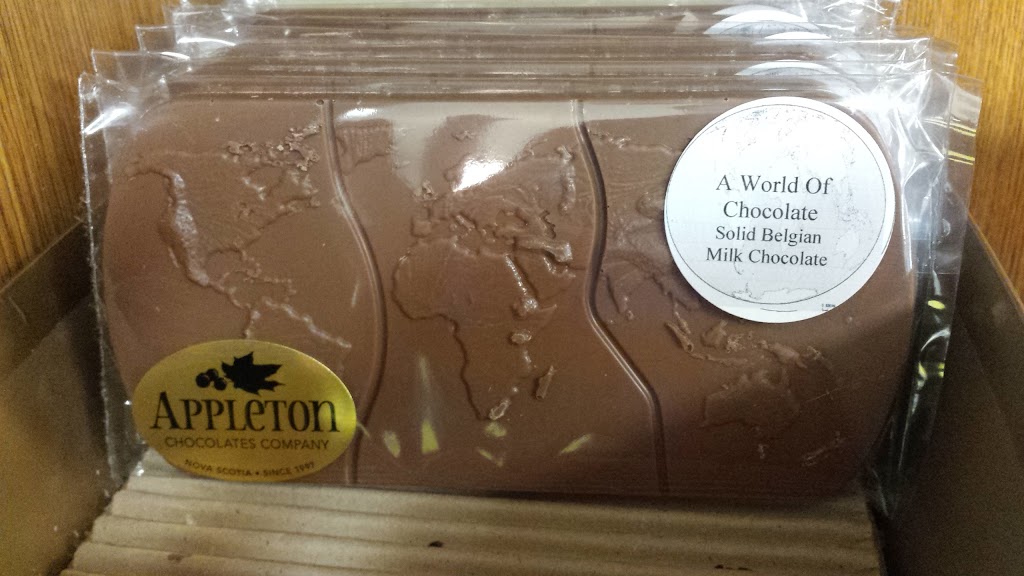 A World Of
Chocolate
Solid Belgian
Milk Chocolate
APPLETON
CHOCOLATES COMPANY
NOVA SCOTIA • SINCE 1997